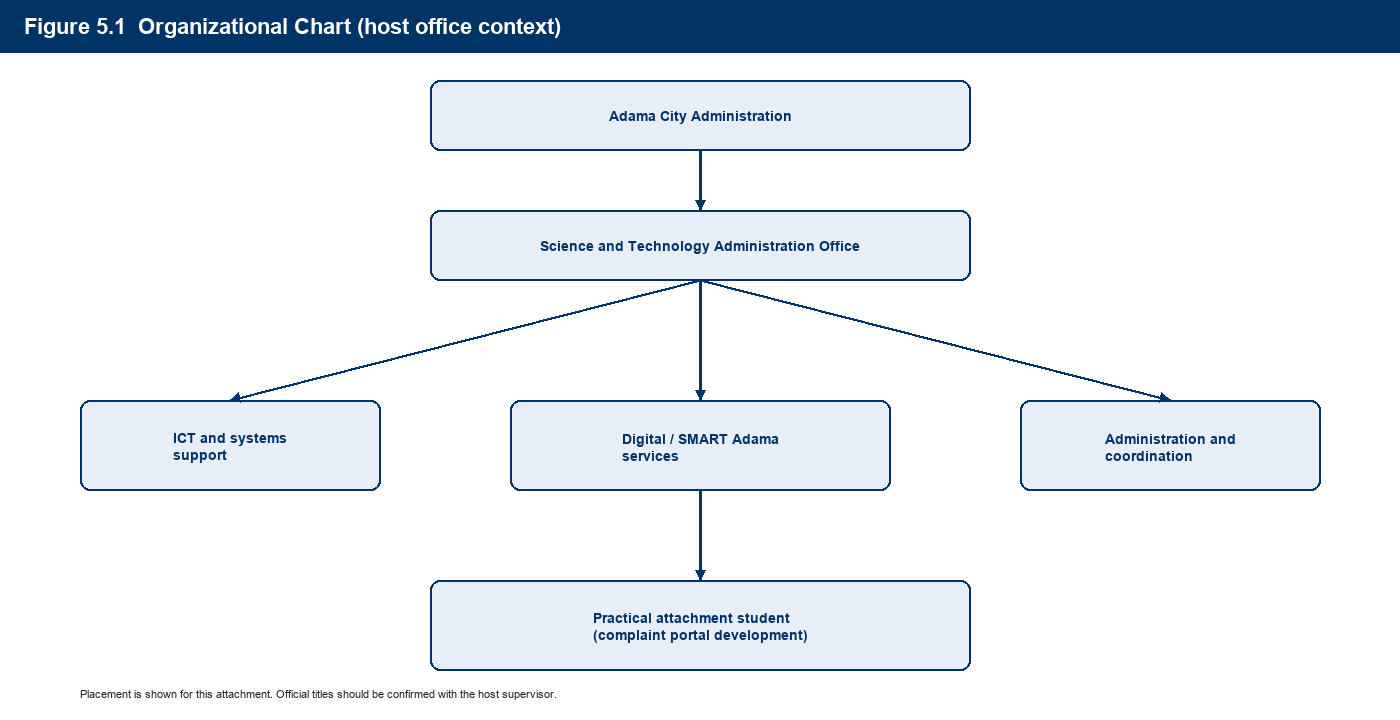 Figure 5.1  Organizational Chart (host office context)
Adama City Administration
Science and Technology Administration Office
ICT and systems
support
Digital / SMART Adama
services
Administration and
coordination
Practical attachment student
(complaint portal development)
Placement is shown for this attachment. Official titles should be confirmed with the host supervisor.